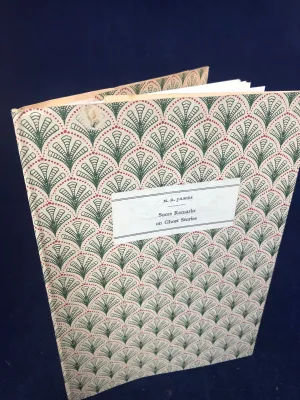 M. R. JAMES
Some Remarks
on Ghost Stories